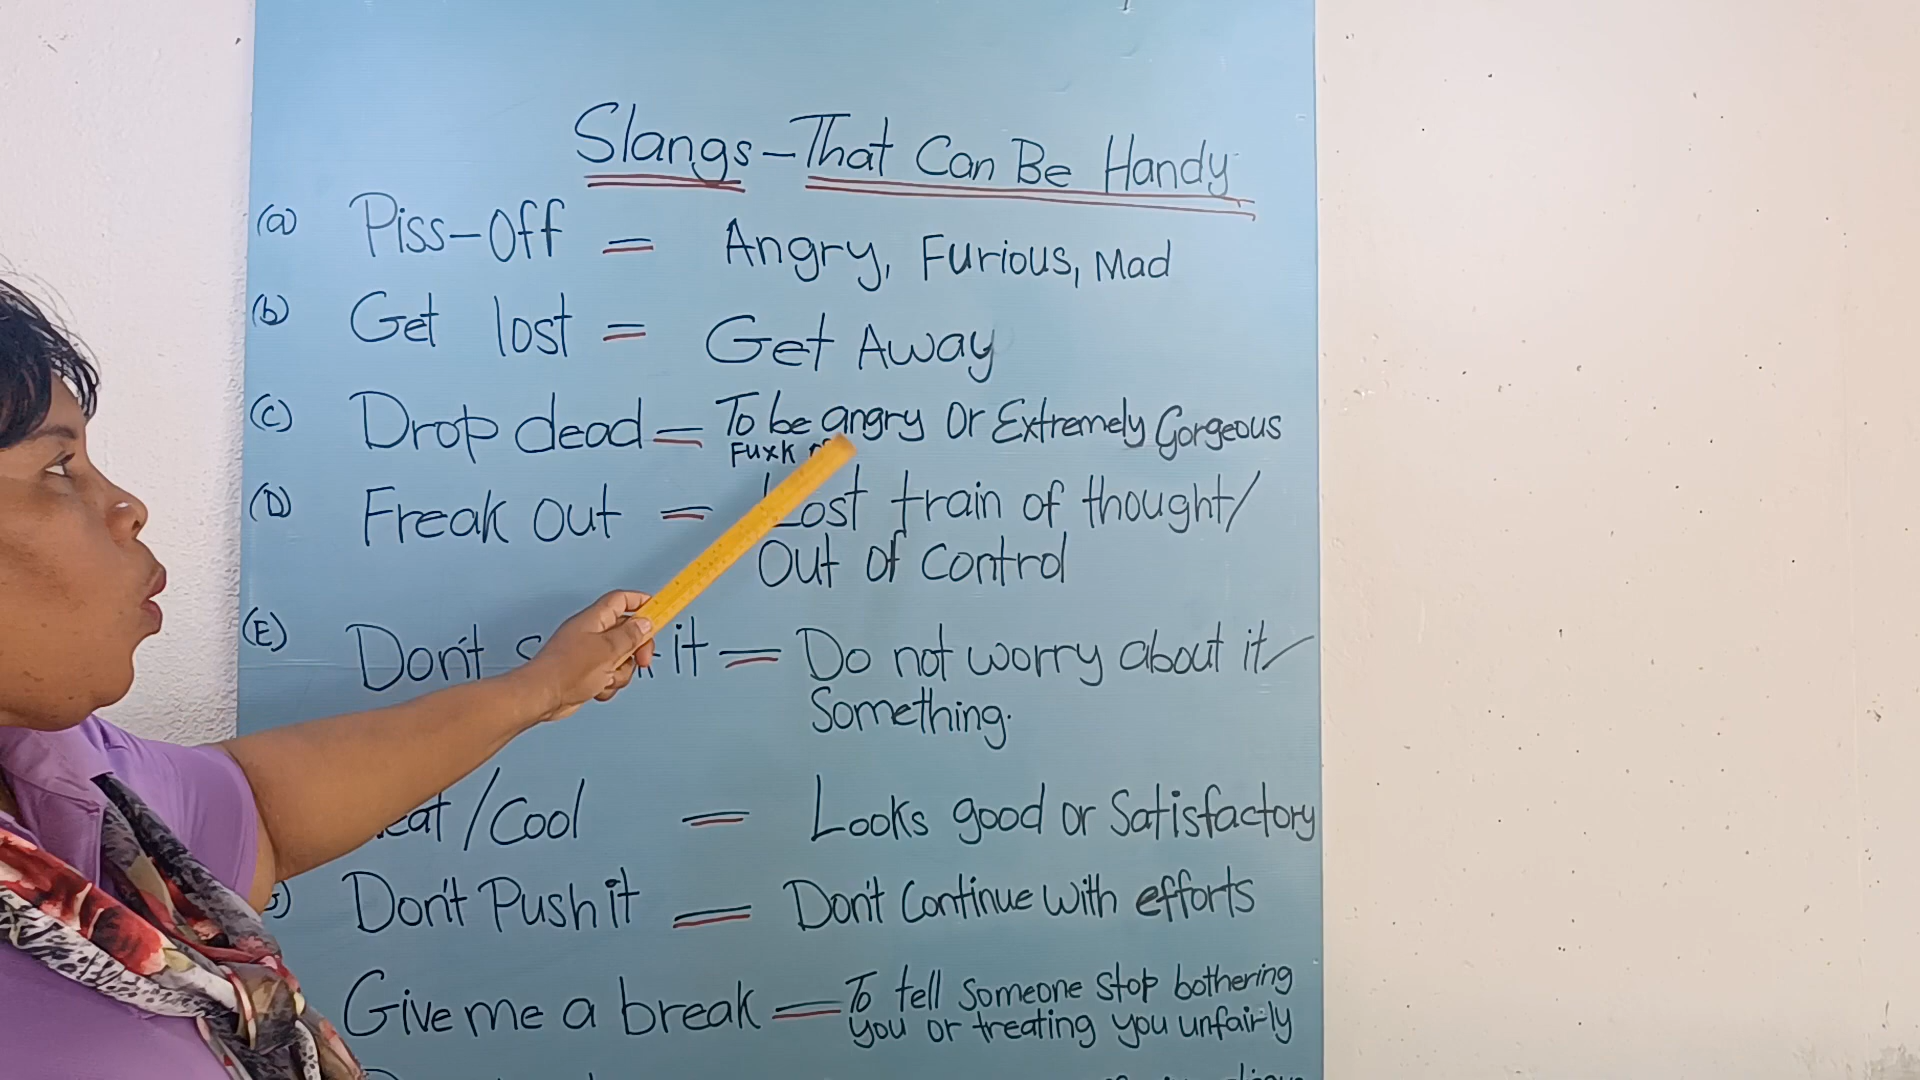 Slangs - That Can Be Handy
(a) Piss-Off = Angry, Furious, Mad
(b) Get lost = Get Away
(C) Drop dead = To be angry Or Extremely Gorgeous
Fuxk
(D) Freak out = Lost train of thought/
Out of control
(E) Don't it = Do not worry about it/
Something.
/Cool = Looks good or Satisfactory
Don't Push it = Don't Continue with efforts
Give me a break = To tell someone stop bothering
you or treating you unfairly